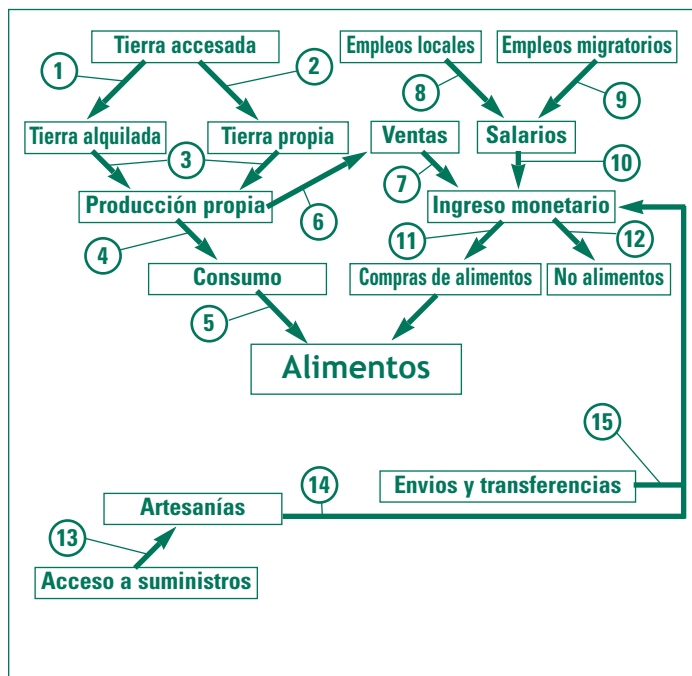 Tierra accesada
Empleos locales
Empleos migratorios
1
2
8
9
Tierra alquilada
Tierra propia
Ventas
Salarios
3
7
10
Producción propia
6
Ingreso monetario
4
11
12
Consumo
Compras de alimentos
No alimentos
5
Alimentos
15
14
Envios y transferencias
Artesanías
13
Acceso a suministros